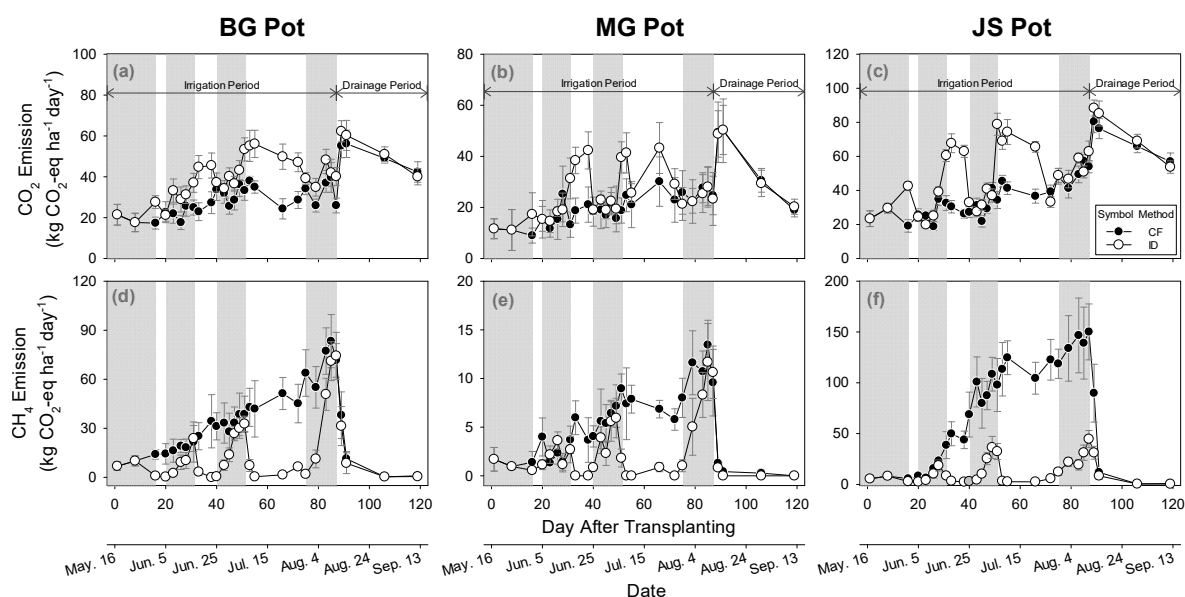 BG Pot
MG Pot
JS Pot
CO2 Emission
(kg CO2-eq ha-1 day-1)
100
80
60
40
20
0
(a)
Irrigation Period
Drainage Period
80
60
40
20
0
(b)
Irrigation Period
Drainage Period
120
100
80
60
40
20
0
(c)
Irrigation Period
Drainage Period
Symbol Method
CF
ID
CH4 Emission
(kg CO2-eq ha-1 day-1)
120
90
60
30
0
(d)
20
15
10
5
0
(e)
200
150
100
50
0
(f)
0 20 40 60 80 100 120
0 20 40 60 80 100 120
0 20 40 60 80 100 120
Day After Transplanting
May. 16 Jun. 5 Jun. 25 Jul. 15 Aug. 4 Aug. 24 Sep. 13
May. 16 Jun. 5 Jun. 25 Jul. 15 Aug. 4 Aug. 24 Sep. 13
May. 16 Jun. 5 Jun. 25 Jul. 15 Aug. 4 Aug. 24 Sep. 13
Date